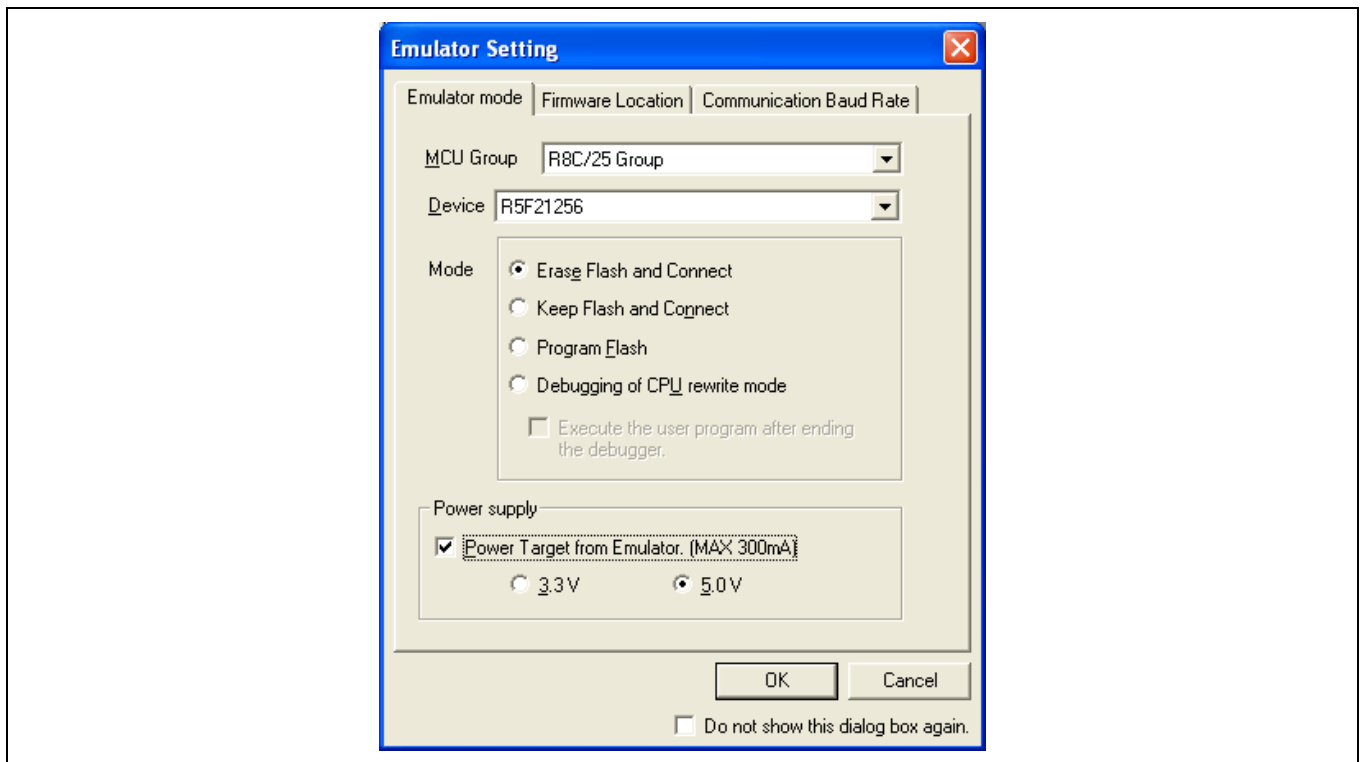 Emulator Setting
Emulator mode Firmware Location Communication Baud Rate
MCU Group R8C/25 Group
Device R5F21256
Mode
Erase Flash and Connect
Keep Flash and Connect
Program Flash
Debugging of CPU rewrite mode
Execute the user program after ending
the debugger.
Power supply
Power Target from Emulator. (MAX 300mA)
3.3 V 5.0 V
OK Cancel
Do not show this dialog box again.